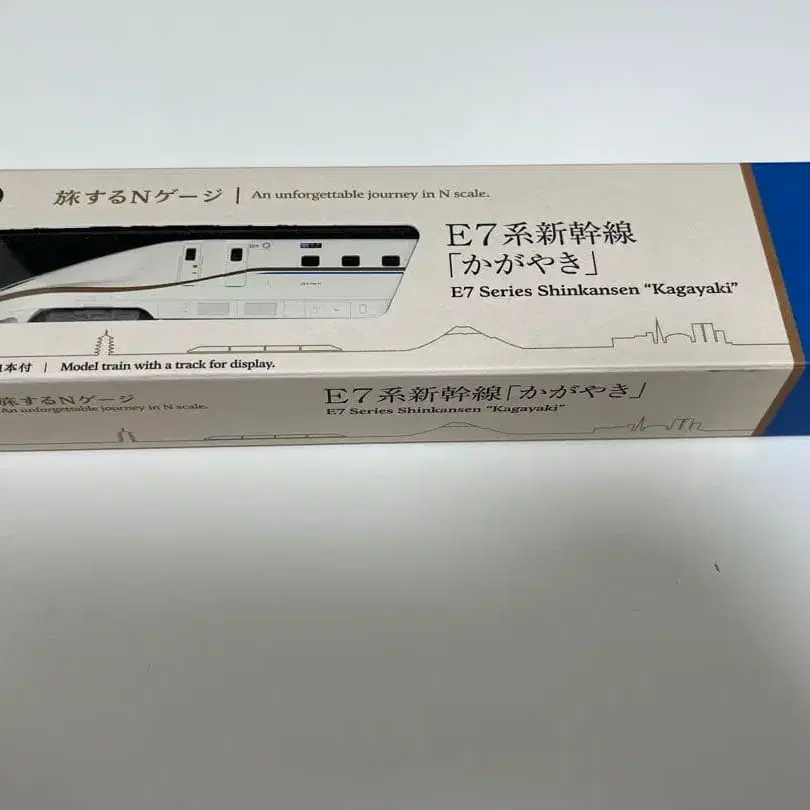 旅するNゲージ | An unforgettable journey in N scale.
E7系新幹線
「かがやき」
E7 Series Shinkansen “Kagayaki”
本付 | Model train with a track for display.
旅するNゲージ
An unforgettable journey in N scale.
E7系新幹線「かがやき」
E7 Series Shinkansen “Kagayaki”